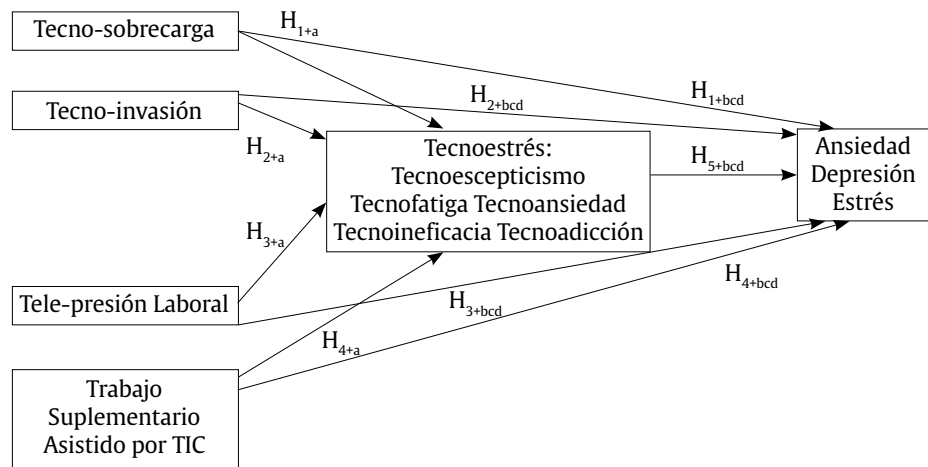 Tecno-sobrecarga
H1+a
Tecno-invasión
H2+bcd
H1+bcd
H2+a
Tecnoestrés:
Tecnoescepticismo
Tecnofatiga Tecnoansiedad
Tecnoineficacia Tecnoadicción
H5+bcd
Ansiedad
Depresión
Estrés
H3+a
Tele-presión Laboral
H3+bcd
H4+bcd
H4+a
Trabajo
Suplementario
Asistido por TIC